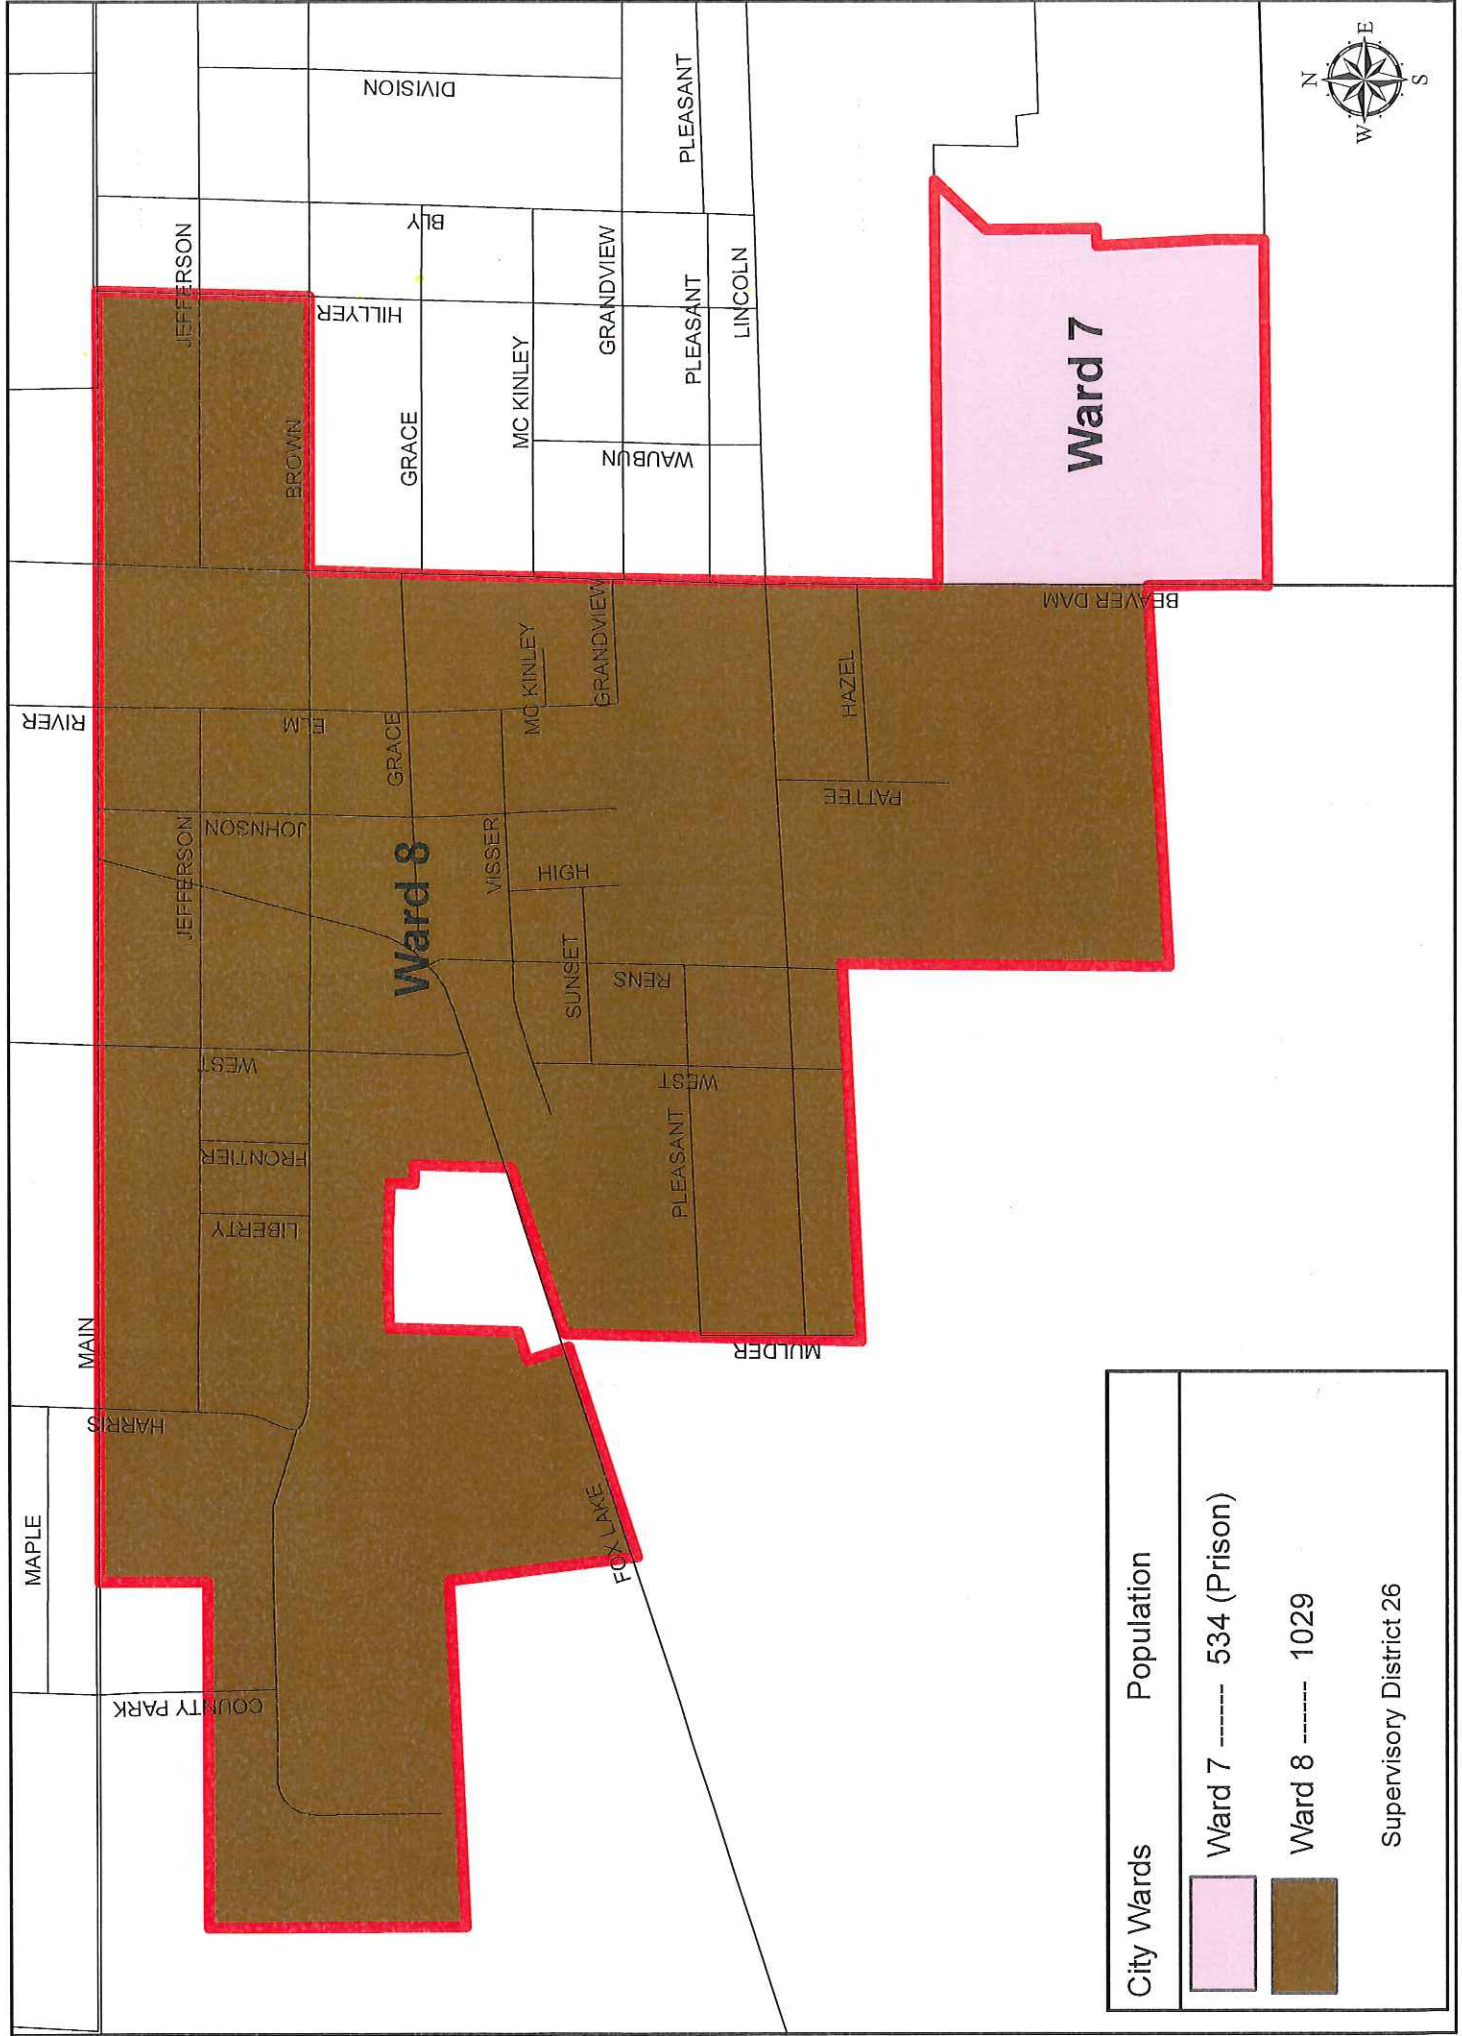 MAPLE
MAIN
RIVER
COUNTY PARK
HARRIS
JEFFERSON
JEFFERSON
LIBERTY
FRONTIER
WEST
JOHNSON
ELM
BROWN
HILLYER
BLY
DIVISION
Ward 8
GRACE
GRACE
VISSER
MC KINLEY
MC KINLEY
HIGH
SUNSET
RENS
GRANDVIEW
GRANDVIEW
WAUBUN
FOX LAKE
PLEASANT
WEST
PLEASANT
PLEASANT
LINCOLN
MULDER
HAZEL
PATTEE
BEAVER DAM
Ward 7
N
E
S
W
City Wards Population
Ward 7 ------ 534 (Prison)
Ward 8 ------ 1029
Supervisory District 26